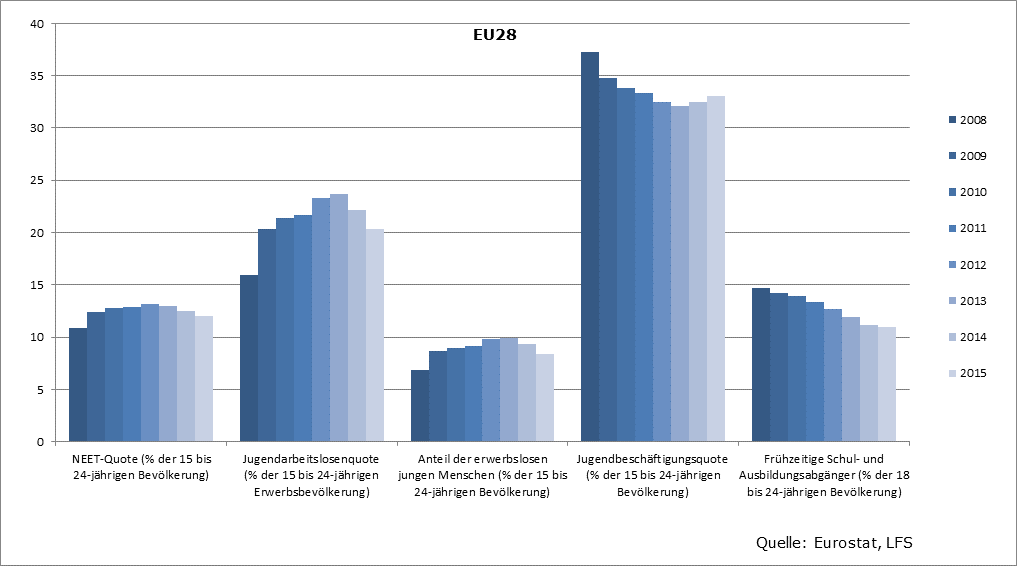 EU28
40
35
30
25
20
15
10
5
0
NEET-Quote (% der 15 bis
24-jährigen Bevölkerung)
Jugendarbeitslosenquote
(% der 15 bis 24-jährigen
Erwerbsbevölkerung)
Anteil der erwerbslosen
jungen Menschen (% der 15 bis
24-jährigen Bevölkerung)
Jugendbeschäftigungsquote
(% der 15 bis 24-jährigen
Bevölkerung)
Frühzeitige Schul- und
Ausbildungsabgänger (% der 18
bis 24-jährigen Bevölkerung)
2008
2009
2010
2011
2012
2013
2014
2015
Quelle: Eurostat, LFS